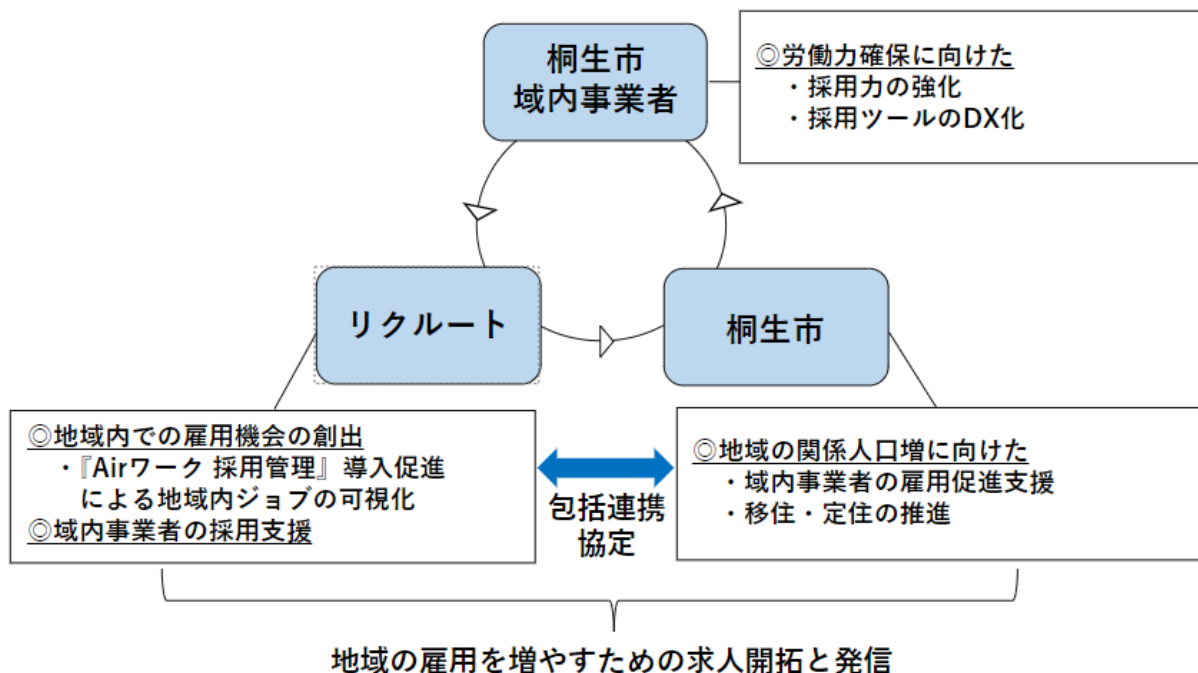 桐生市
域内事業者
◎労働力確保に向けた
・採用力の強化
・採用ツールのDX化
リクルート
桐生市
◎地域内での雇用機会の創出
・『Airワーク 採用管理』導入促進
による地域内ジョブの可視化
◎域内事業者の採用支援
包括連携
協定
◎地域の関係人口増に向けた
・域内事業者の雇用促進支援
・移住・定住の推進
地域の雇用を増やすための求人開拓と発信